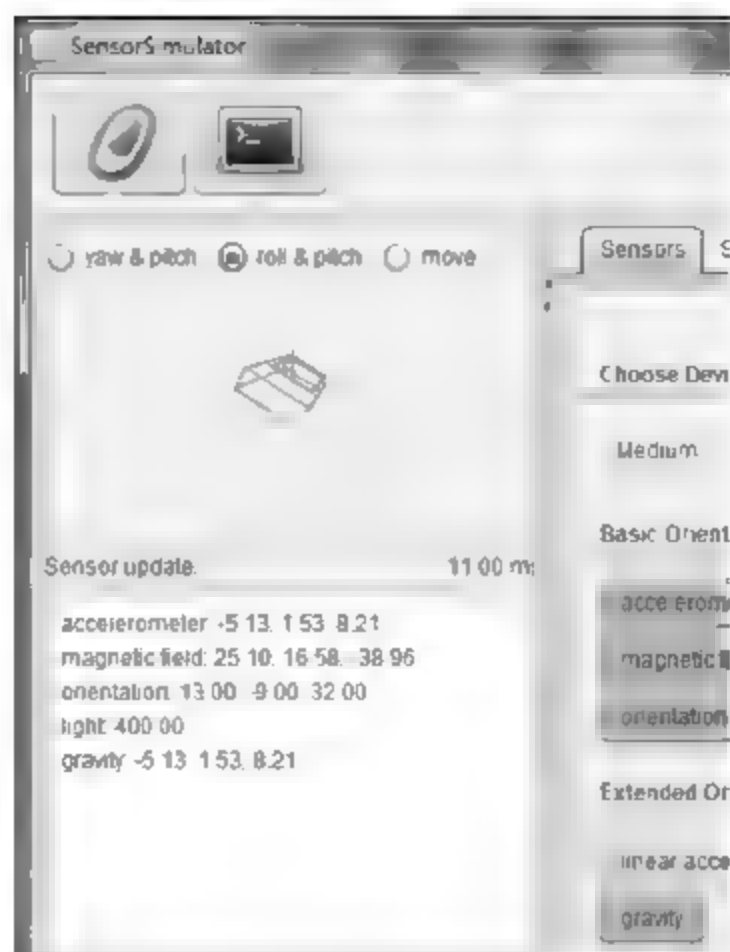 SensorSimulator
yaw & pitch roll & pitch move
Sensors S
Choose Devi
Medium
Basic Orient
Sensor update: 11.00 ms
accelerom
accelerometer: -5.13, 1.53, 8.21
magnetic f
magnetic field: 25.10, 16.58, -38.96
orientation
orientation: 13.00, -9.00, 32.00
light: 400.00
gravity: -5.13, 1.53, 8.21
Extended Or
linear acce
gravity